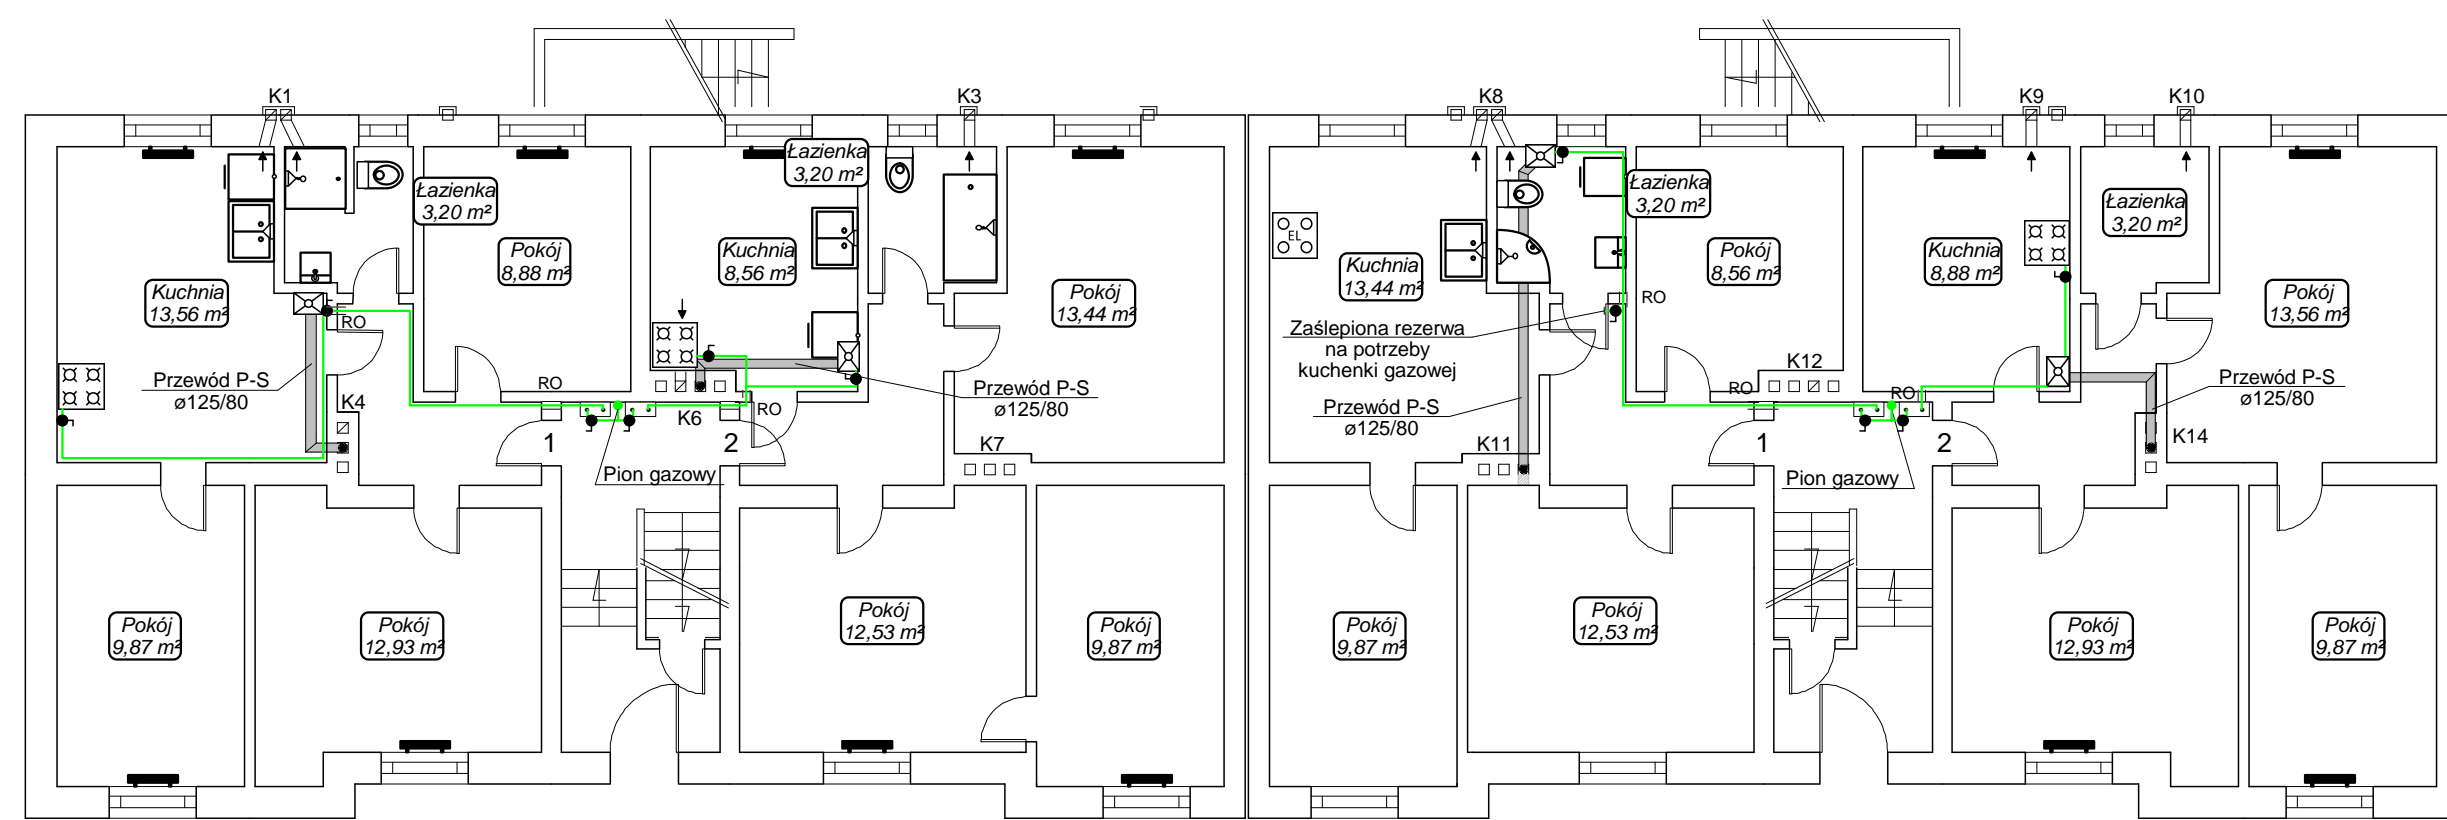 K1
K3
K8
K9
K10
Łazienka
3,20 m²
Łazienka
3,20 m²
Pokój
8,88 m²
Kuchnia
8,56 m²
Kuchnia
13,56 m²
Pokój
13,44 m²
RO
Przewód P-S
ø125/80
K4
RO
K6
RO
Przewód P-S
ø125/80
K7
1
2
Pion gazowy
Pokój
9,87 m²
Pokój
12,93 m²
Pokój
12,53 m²
Pokój
9,87 m²
EL
Kuchnia
13,44 m²
Łazienka
3,20 m²
Pokój
8,56 m²
Kuchnia
8,88 m²
Łazienka
3,20 m²
Pokój
13,56 m²
RO
Zaślepiona rezerwa
na potrzeby
kuchenki gazowej
K12
RO
RO
Przewód P-S
ø125/80
Przewód P-S
ø125/80
K11
K14
1
2
Pion gazowy
Pokój
9,87 m²
Pokój
12,53 m²
Pokój
12,93 m²
Pokój
9,87 m²